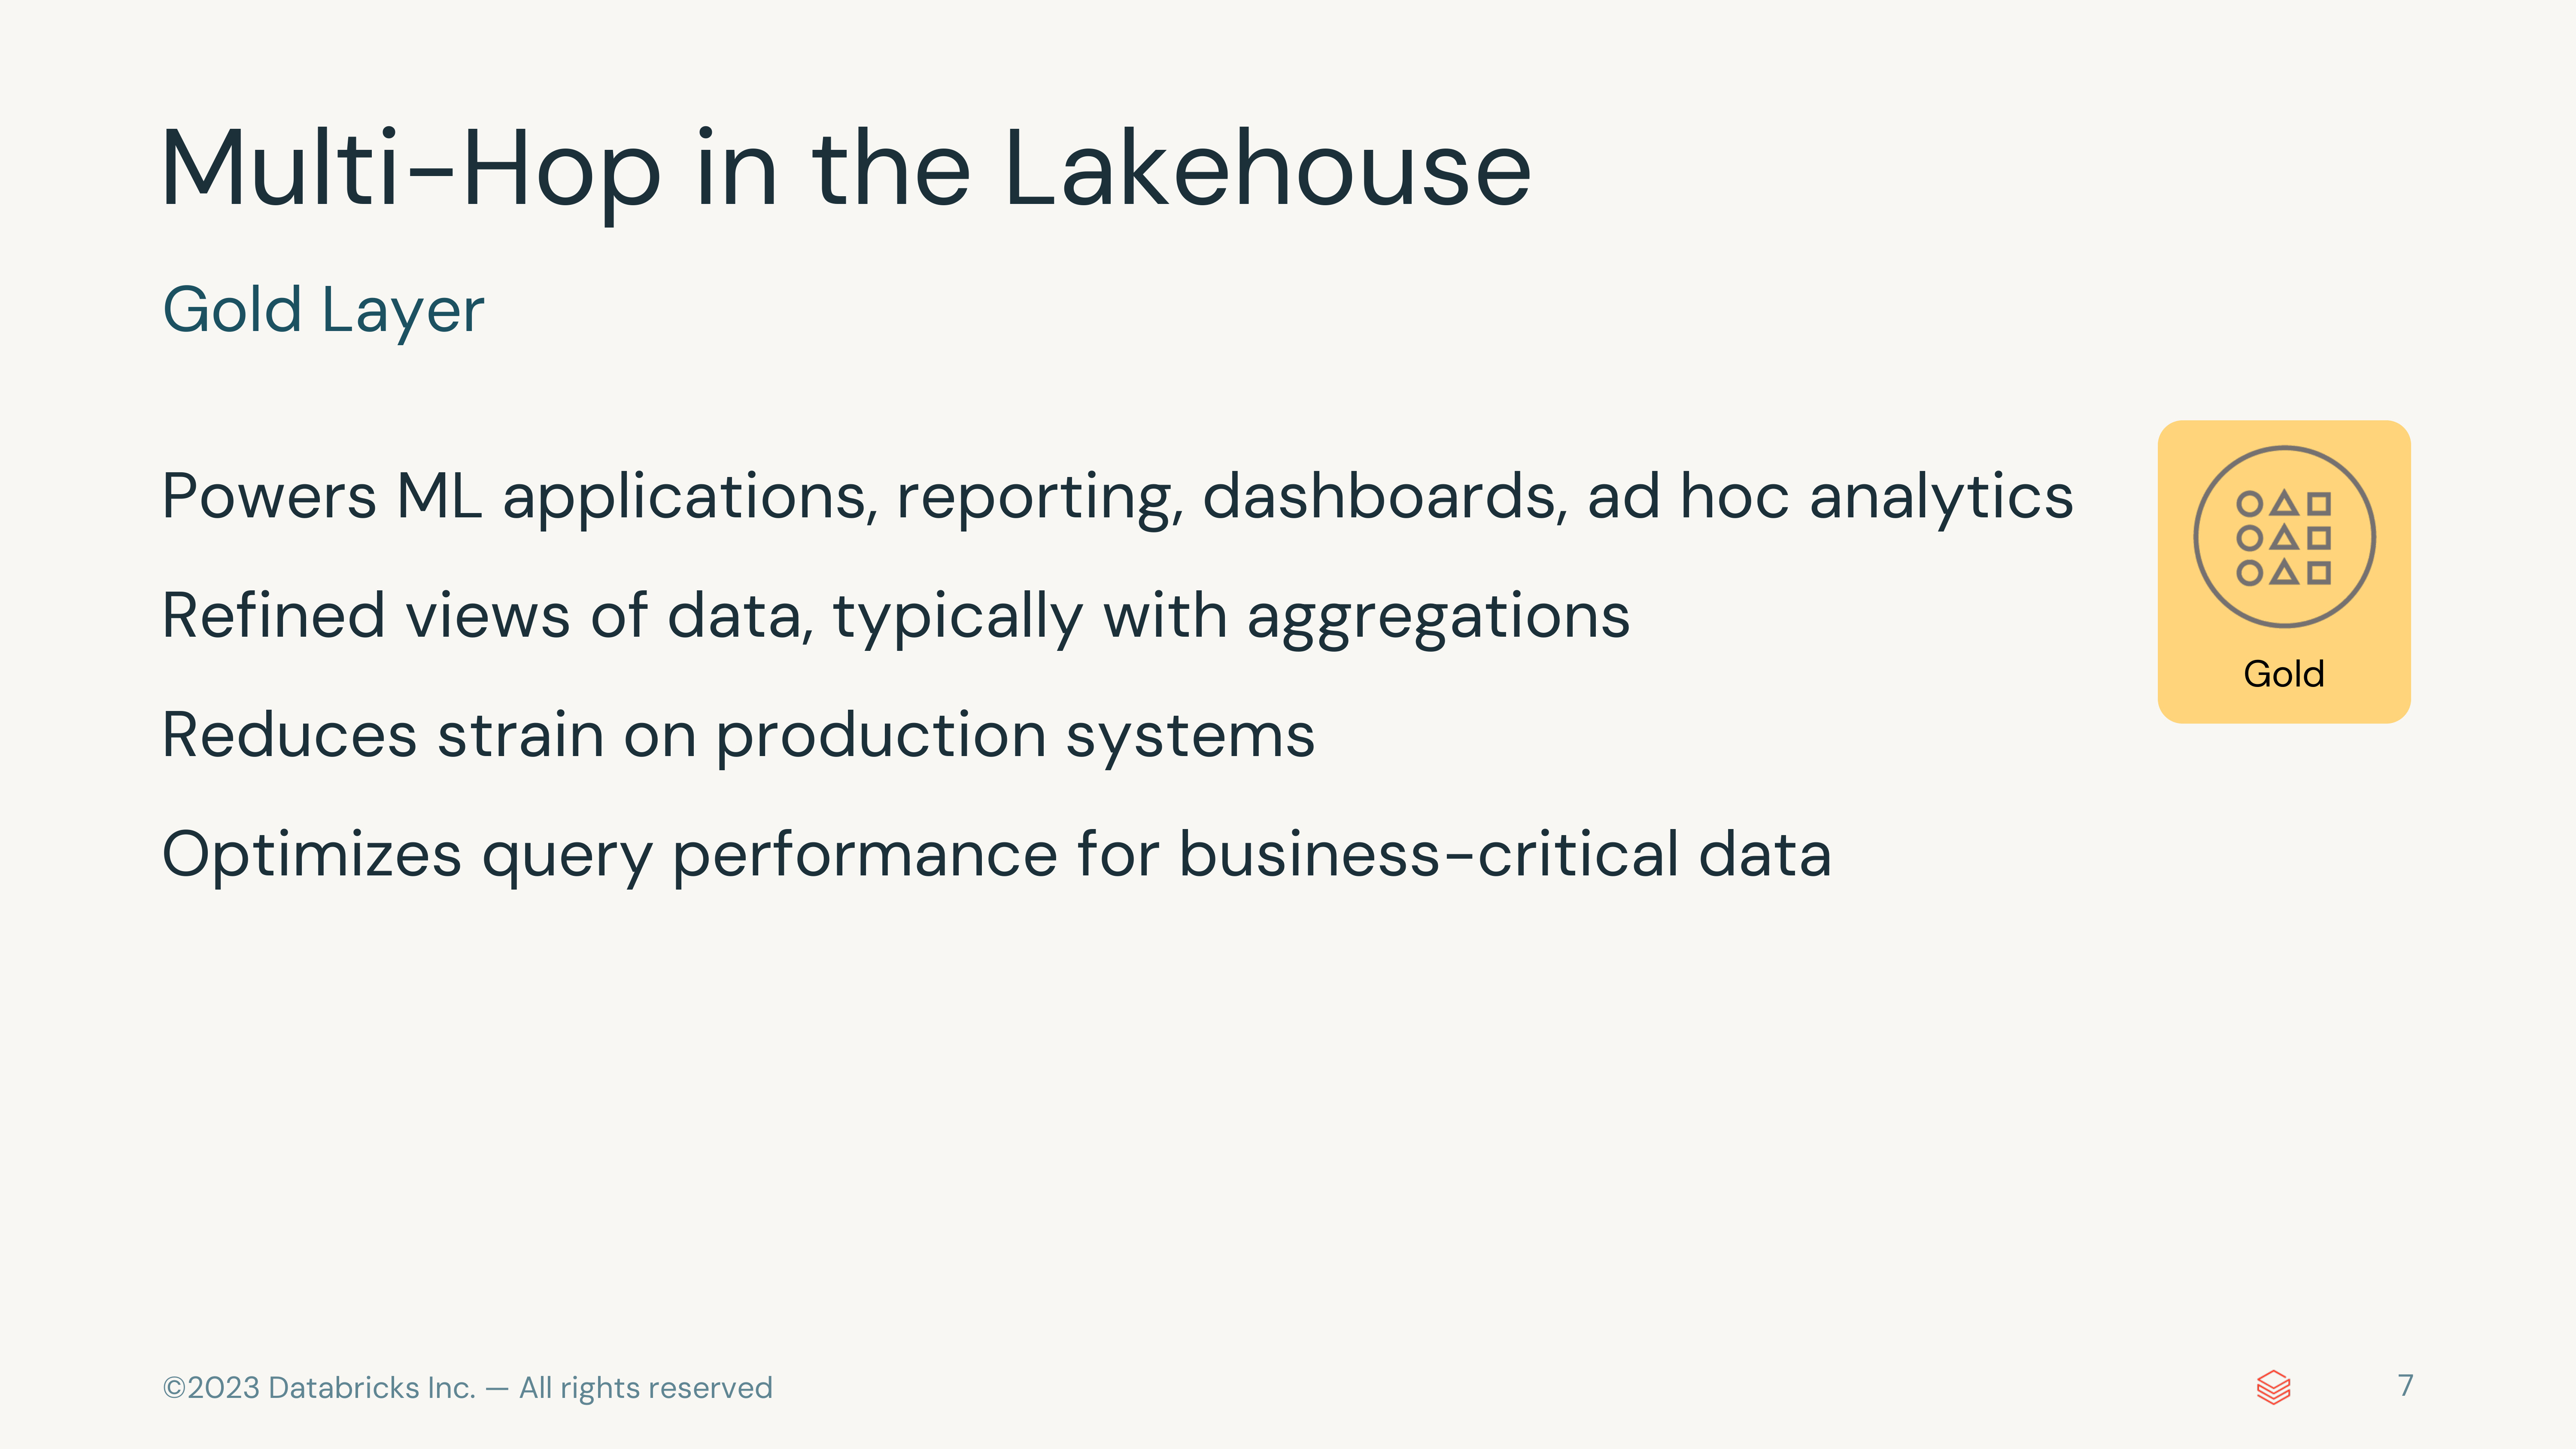 Multi-Hop in the Lakehouse
Gold Layer
Powers ML applications, reporting, dashboards, ad hoc analytics
Refined views of data, typically with aggregations
Reduces strain on production systems
Optimizes query performance for business-critical data
Gold
©2023 Databricks Inc. — All rights reserved
7